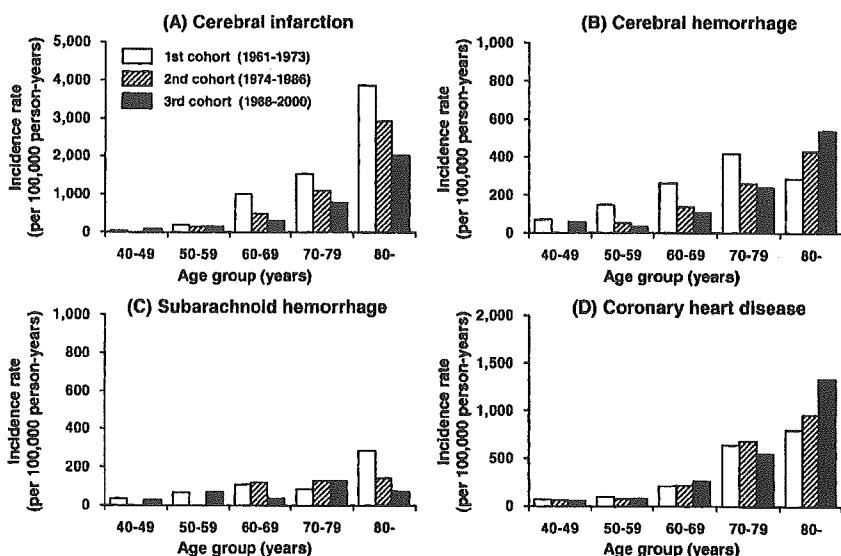 (A) Cerebral infarction
Incidence rate
(per 100,000 person-years)
5,000
4,000
3,000
2,000
1,000
0
1st cohort (1961-1973)
2nd cohort (1974-1986)
3rd cohort (1988-2000)
40-49 50-59 60-69 70-79 80-
Age group (years)
(B) Cerebral hemorrhage
Incidence rate
(per 100,000 person-years)
1,000
800
600
400
200
0
40-49 50-59 60-69 70-79 80-
Age group (years)
(C) Subarachnoid hemorrhage
Incidence rate
(per 100,000 person-years)
1,000
800
600
400
200
0
40-49 50-59 60-69 70-79 80-
Age group (years)
(D) Coronary heart disease
Incidence rate
(per 100,000 person-years)
2,000
1,500
1,000
500
0
40-49 50-59 60-69 70-79 80-
Age group (years)